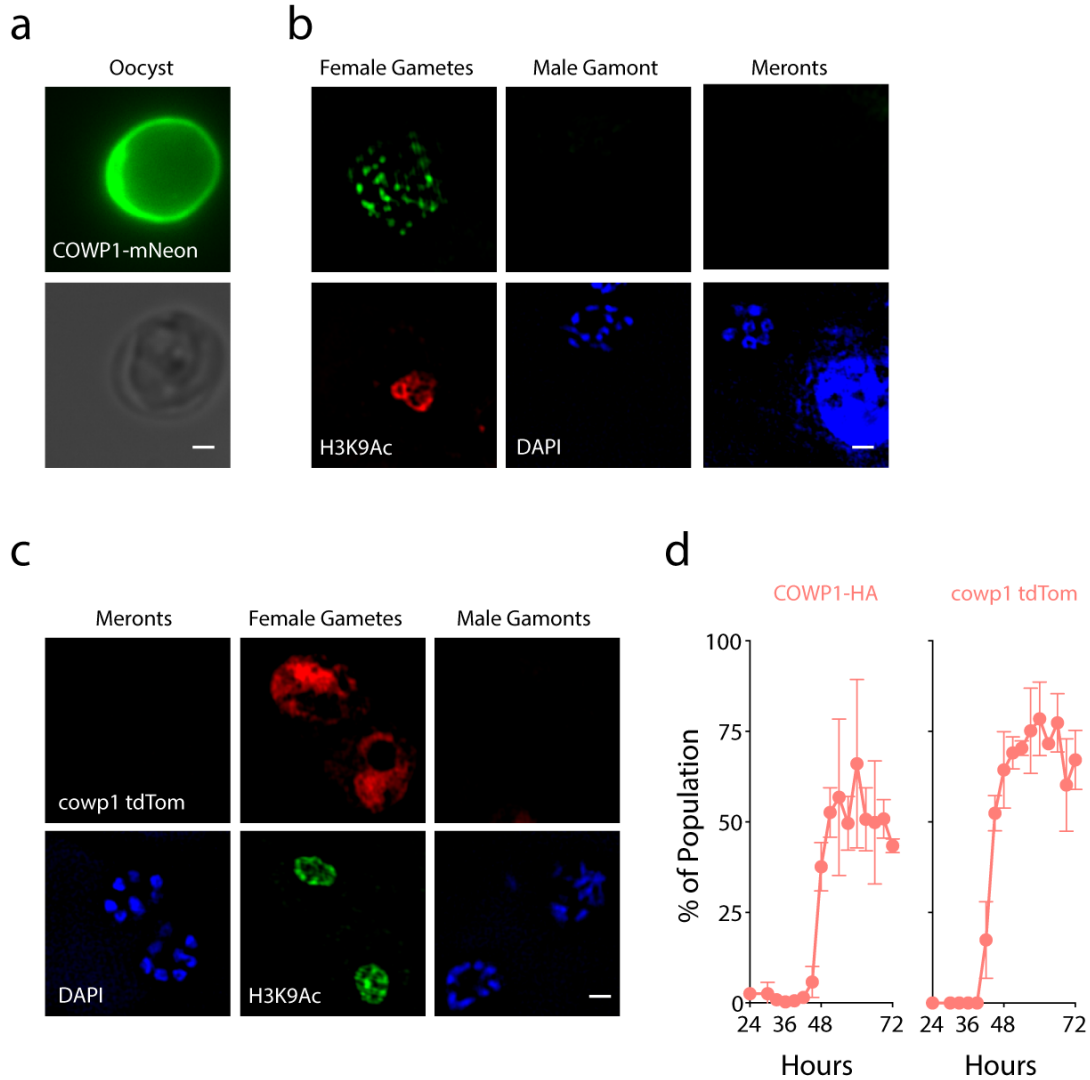 a
Oocyst
COWP1-mNeon
b
Female Gametes Male Gamont Meronts
H3K9Ac DAPI
c
Meronts Female Gametes Male Gamonts
cowp1 tdTom
DAPI H3K9Ac
d
COWP1-HA cowp1 tdTom
% of Population
100
75
50
25
0
24 36 48 72 24 36 48 72
Hours Hours